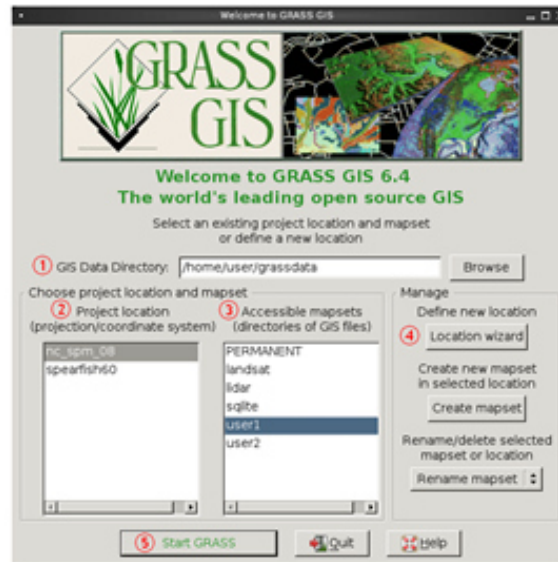 Welcome to GRASS GIS
GRASS
GIS
Welcome to GRASS GIS 6.4
The world's leading open source GIS
Select an existing project location and mapset
or define a new location
① GIS Data Directory: /home/user/grassdata Browse
Choose project location and mapset
② Project location
(projection/coordinate system)
nc_spm_08
spearfish60
③ Accessible mapsets
(directories of GIS files)
PERMANENT
landsat
lidar
sqlite
user1
user2
Manage
Define new location
④ Location wizard
Create new mapset
in selected location
Create mapset
Rename/delete selected
mapset or location
Rename mapset
⑤ Start GRASS Quit Help